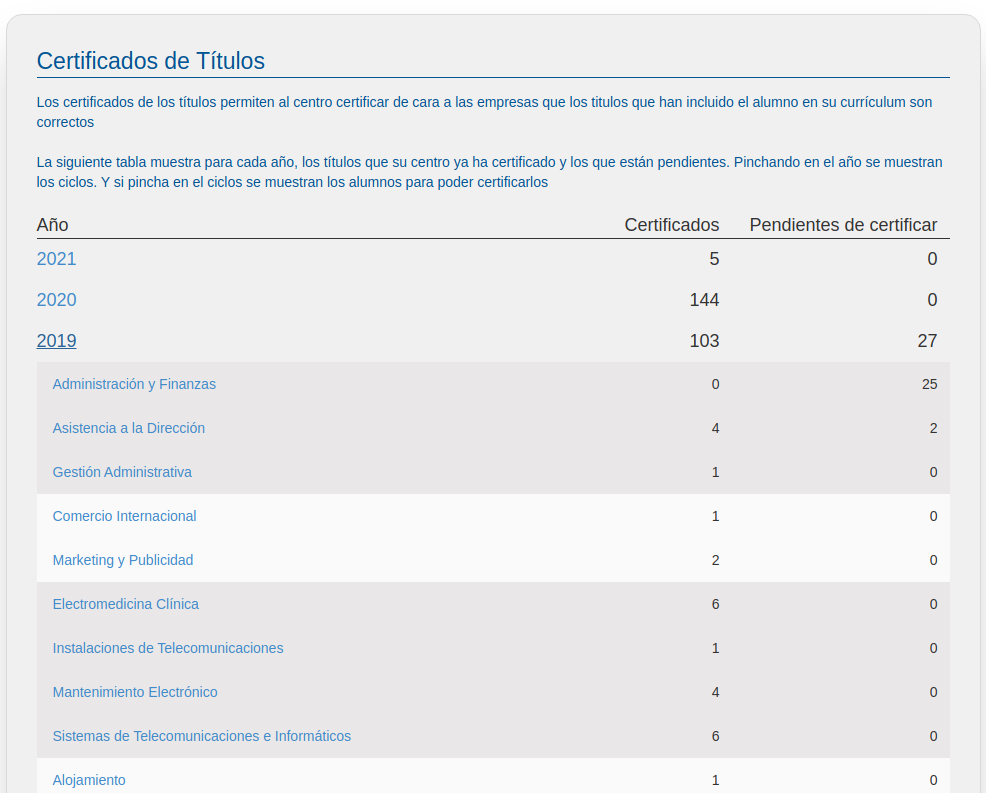 Certificados de Títulos
Los certificados de los títulos permiten al centro certificar de cara a las empresas que los titulos que han incluido el alumno en su currículum son
correctos
La siguiente tabla muestra para cada año, los títulos que su centro ya ha certificado y los que están pendientes. Pinchando en el año se muestran
los ciclos. Y si pincha en el ciclos se muestran los alumnos para poder certificarlos
Año Certificados Pendientes de certificar
2021 5 0
2020 144 0
2019 103 27
Administración y Finanzas 0 25
Asistencia a la Dirección 4 2
Gestión Administrativa 1 0
Comercio Internacional 1 0
Marketing y Publicidad 2 0
Electromedicina Clínica 6 0
Instalaciones de Telecomunicaciones 1 0
Mantenimiento Electrónico 4 0
Sistemas de Telecomunicaciones e Informáticos 6 0
Alojamiento 1 0